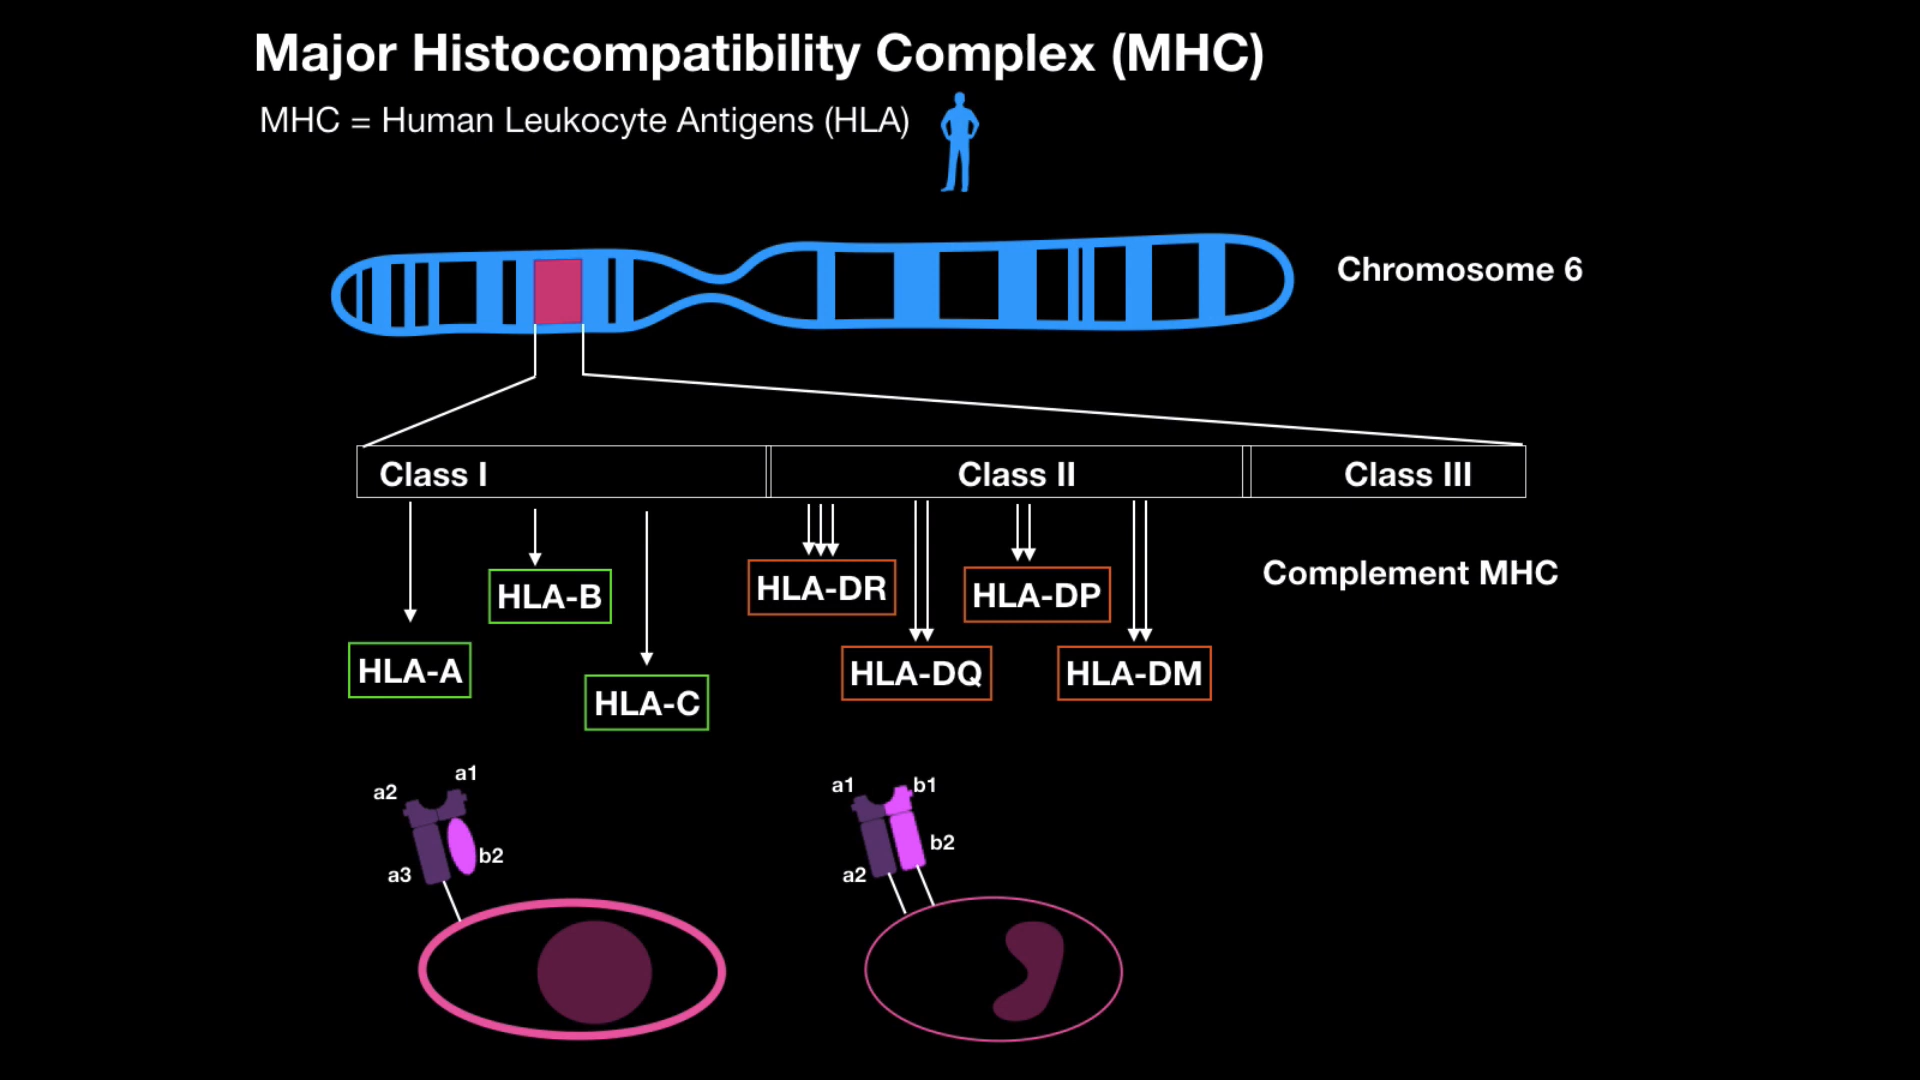 Major Histocompatibility Complex (MHC)
MHC = Human Leukocyte Antigens (HLA)
Chromosome 6
Class I
Class II
Class III
HLA-A
HLA-B
HLA-C
HLA-DR
HLA-DQ
HLA-DP
HLA-DM
Complement MHC
a2
a1
a3
b2
a1
b1
a2
b2